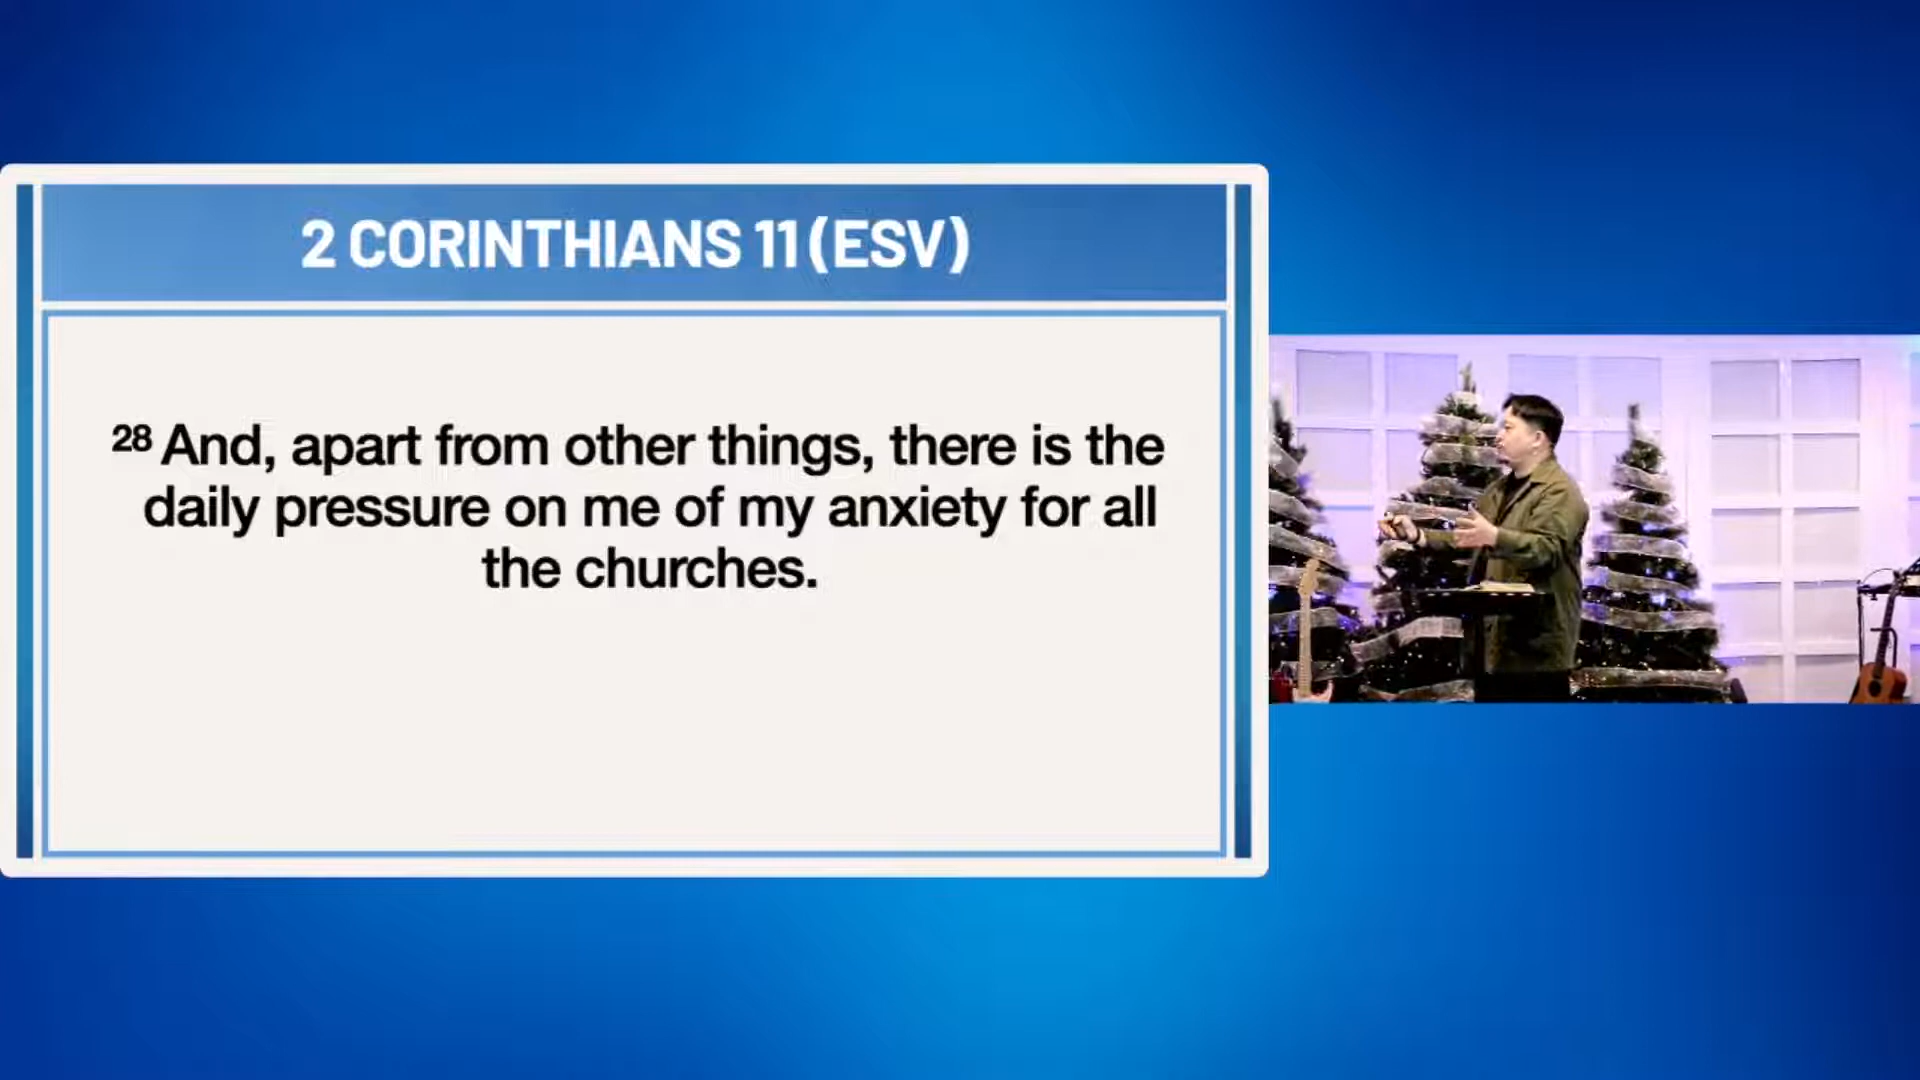 2 CORINTHIANS 11 (ESV)
28 And, apart from other things, there is the
daily pressure on me of my anxiety for all
the churches.